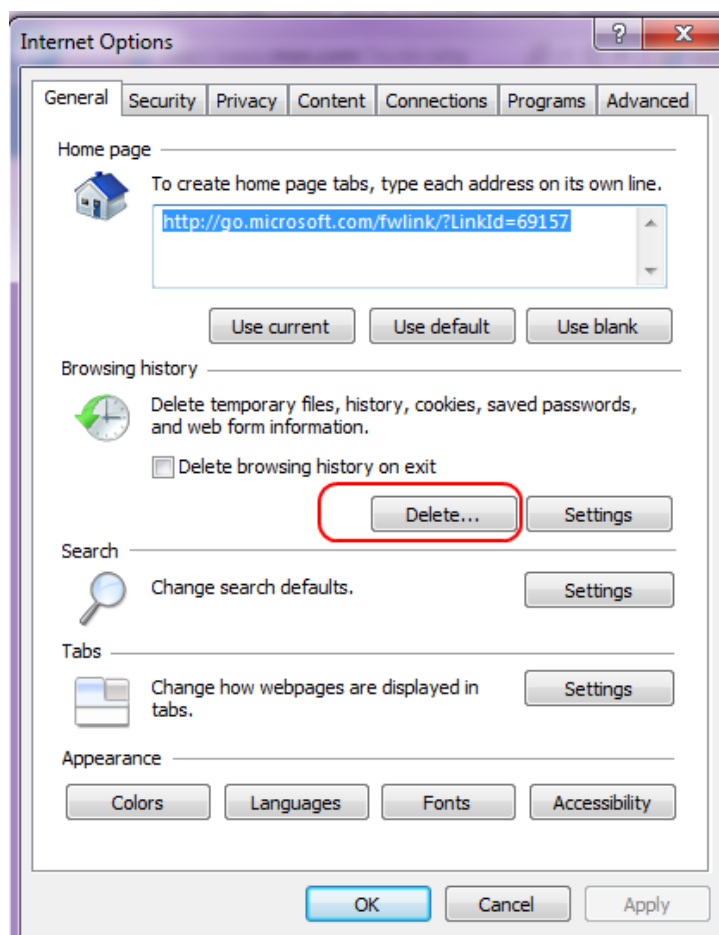 Internet Options
General Security Privacy Content Connections Programs Advanced
Home page
To create home page tabs, type each address on its own line.
http://go.microsoft.com/fwlink/?LinkId=69157
Use current Use default Use blank
Browsing history
Delete temporary files, history, cookies, saved passwords,
and web form information.
Delete browsing history on exit
Delete... Settings
Search
Change search defaults. Settings
Tabs
Change how webpages are displayed in Settings
tabs.
Appearance
Colors Languages Fonts Accessibility
OK Cancel Apply